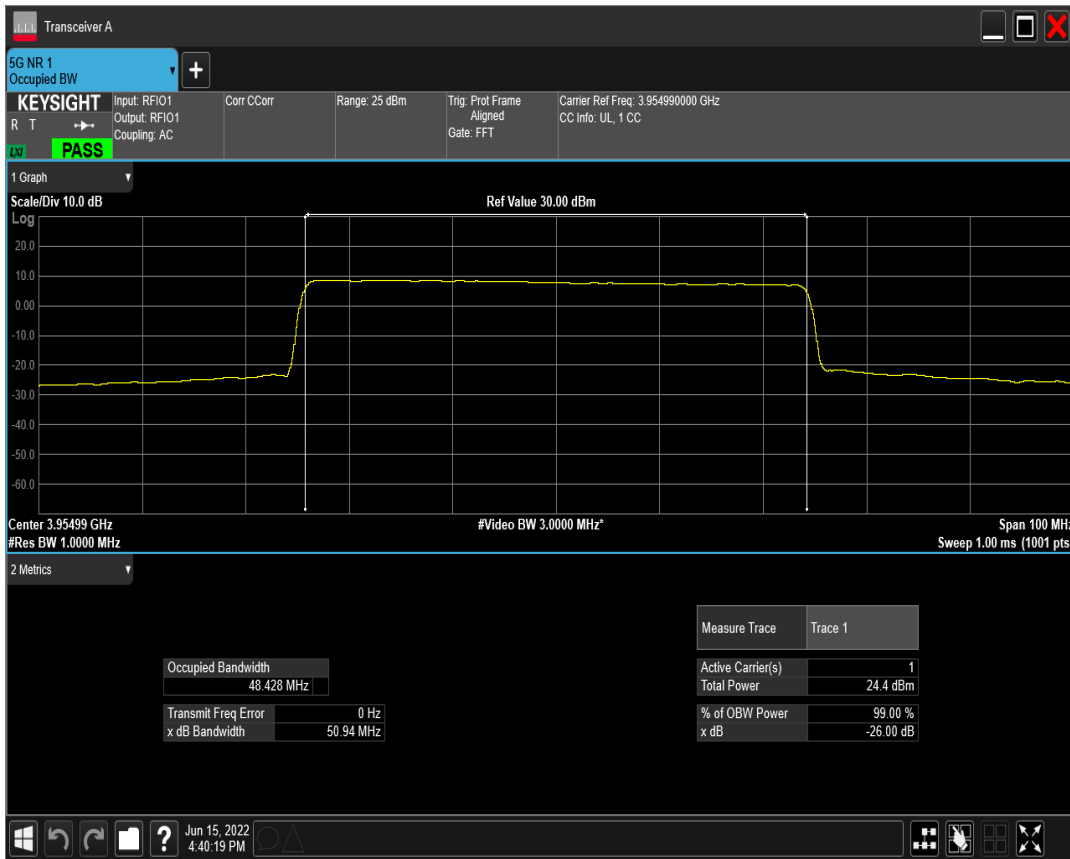 Transceiver A
5G NR 1
Occupied BW
KEYSIGHT
R T
LXI
PASS
Input: RFIO1
Output: RFIO1
Coupling: AC
Corr CCorr
Range: 25 dBm
Trig: Prot Frame
Aligned
Gate: FFT
Carrier Ref Freq: 3.954990000 GHz
CC Info: UL, 1 CC
1 Graph
Scale/Div 10.0 dB
Ref Value 30.00 dBm
Log
20.0
10.0
0.00
-10.0
-20.0
-30.0
-40.0
-50.0
-60.0
Center 3.95499 GHz
#Video BW 3.0000 MHz*
Span 100 MHz
#Res BW 1.0000 MHz
Sweep 1.00 ms (1001 pts
2 Metrics
Measure Trace Trace 1
Occupied Bandwidth
48.428 MHz
Active Carrier(s) 1
Total Power 24.4 dBm
Transmit Freq Error 0 Hz
x dB Bandwidth 50.94 MHz
% of OBW Power 99.00 %
x dB -26.00 dB
?
Jun 15, 2022
4:40:19 PM